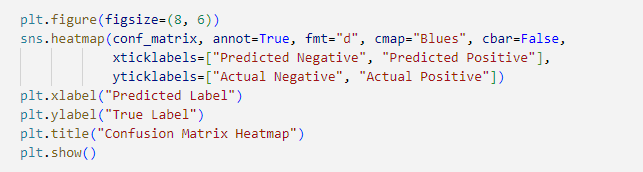 plt.figure(figsize=(8, 6))
sns.heatmap(conf_matrix, annot=True, fmt="d", cmap="Blues", cbar=False,
            xticklabels=["Predicted Negative", "Predicted Positive"],
            yticklabels=["Actual Negative", "Actual Positive"])
plt.xlabel("Predicted Label")
plt.ylabel("True Label")
plt.title("Confusion Matrix Heatmap")
plt.show()